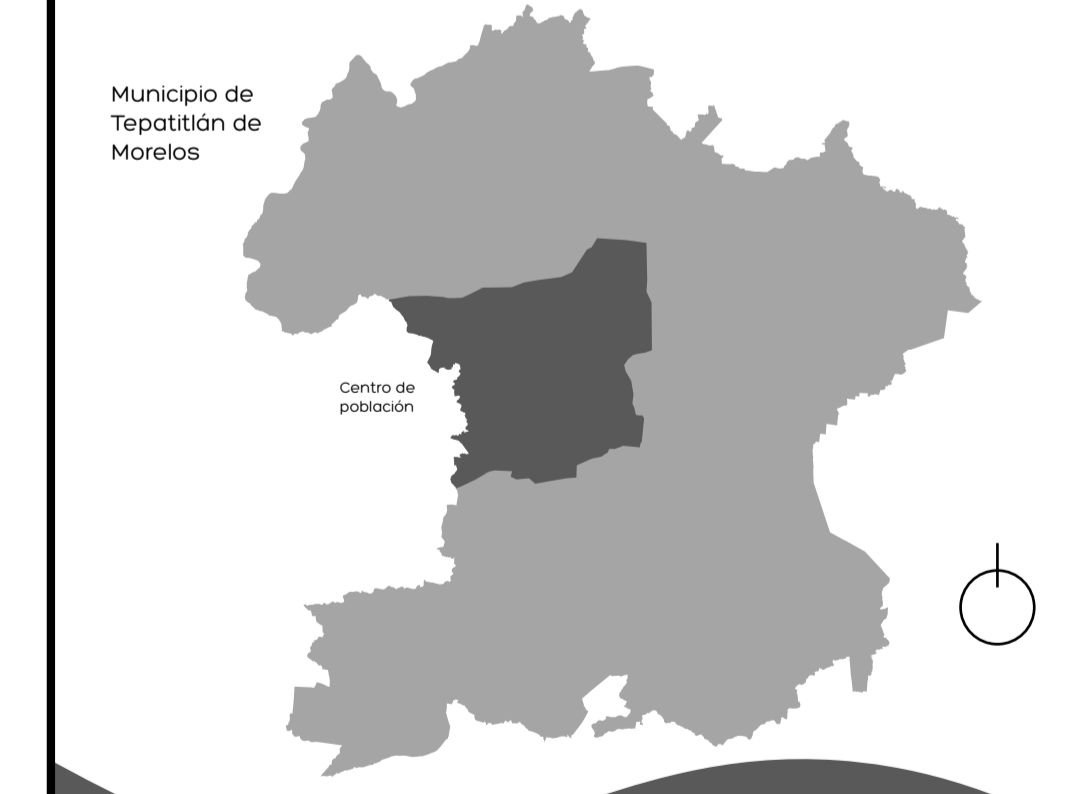 Municipio de
Tepatitlán de
Morelos
Centro de
población